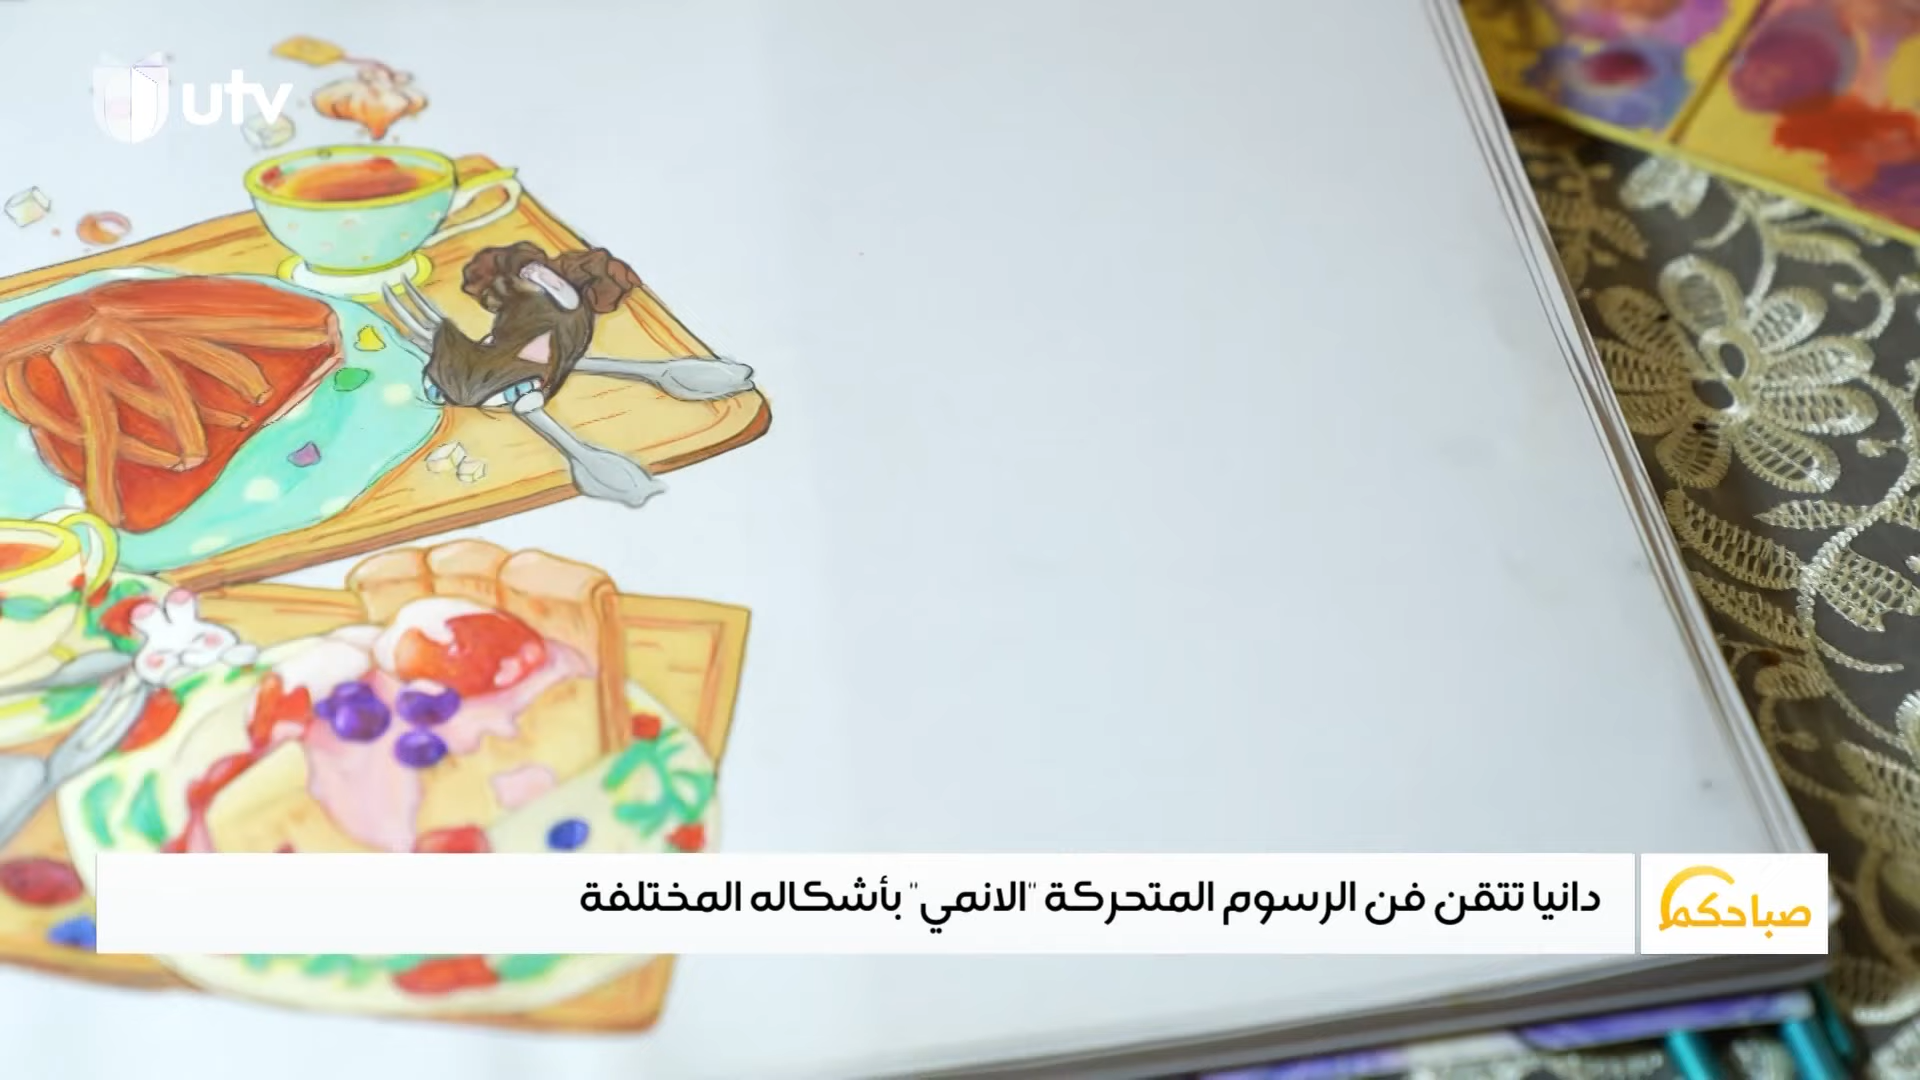 utv
دانيا تتقن فن الرسوم المتحركة "الانمي" بأشكاله المختلفة
صباحكم